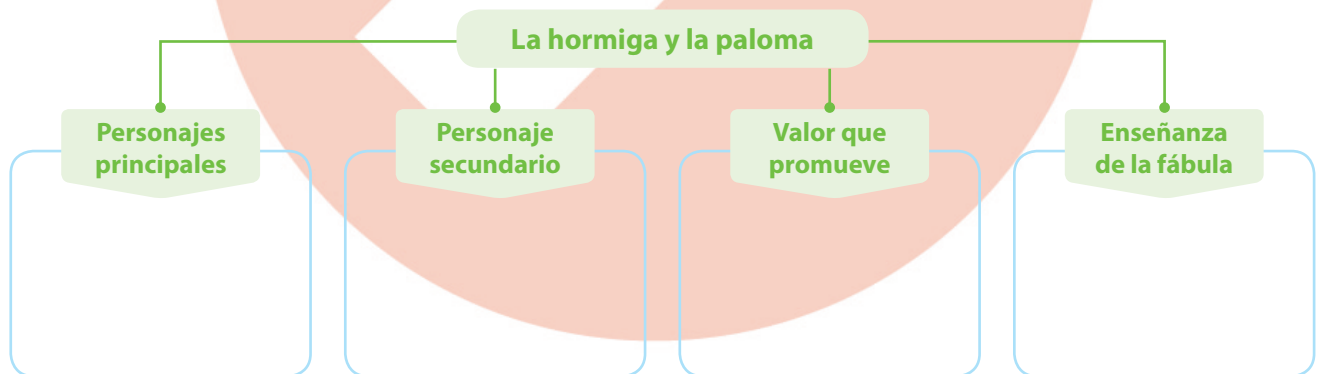 La hormiga y la paloma
Personajes
principales
Personaje
secundario
Valor que
promueve
Enseñanza
de la fábula